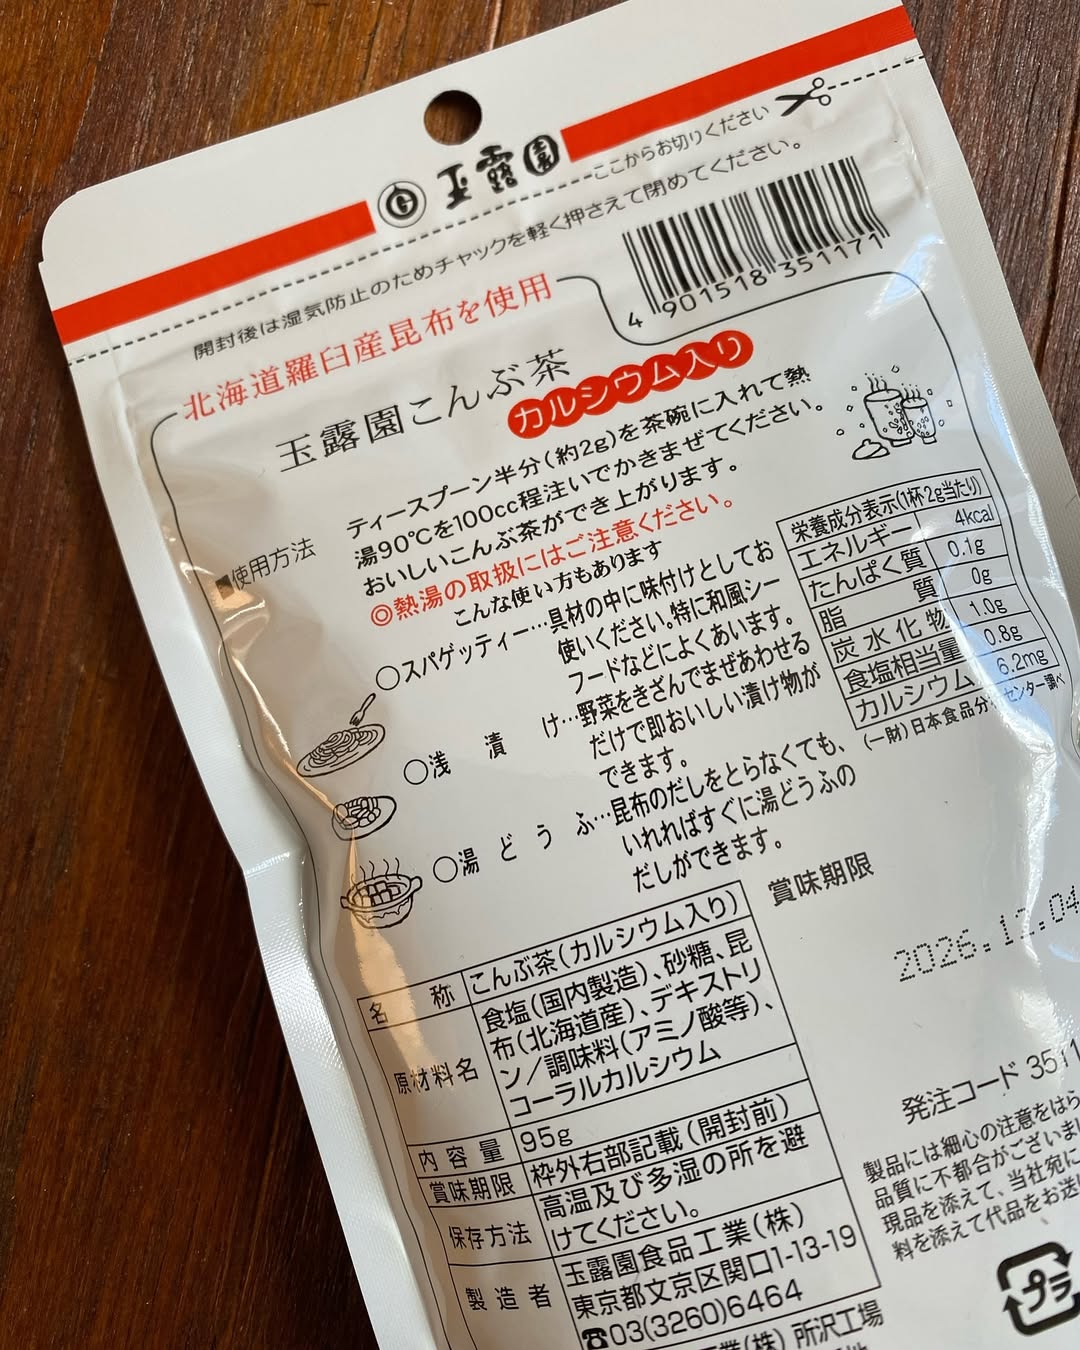 玉露園
ここからお切りください
開封後は湿気防止のためチャックを軽く押さえて閉めてください。
4 901518 351171
北海道羅臼産昆布を使用
玉露園こんぶ茶
カルシウム入り
■使用方法
ティースプーン半分(約2g)を茶碗に入れて熱
湯90℃を100cc程注いでかきまぜてください。
おいしいこんぶ茶ができ上がります。
◎熱湯の取扱にはご注意ください。
こんな使い方もあります
○スパゲッティー…具材の中に味付けとしてお
使いください。特に和風シー
フードなどによくあいます。
○浅漬け…野菜をきざんでまぜあわせる
だけで即おいしい漬け物が
できます。
○湯どうふ…昆布のだしをとらなくても、
いれればすぐに湯どうふの
だしができます。
栄養成分表示(1杯2g当たり)
エネルギー 4kcal
たんぱく質 0.1g
脂質 0g
炭水化物 1.0g
食塩相当量 0.8g
カルシウム 6.2mg
(一財)日本食品分析センター調べ
賞味期限
2026.12.04
名称 こんぶ茶(カルシウム入り)
原材料名 食塩(国内製造)、砂糖、昆
布(北海道産)、デキストリ
ン/調味料(アミノ酸等)、
コーラルカルシウム
内容量 95g
賞味期限 枠外右部記載(開封前)
保存方法 高温及び多湿の所を避
けてください。
製造者 玉露園食品工業(株)
東京都文京区関口1-13-19
☎03(3260)6464
業(株) 所沢工場
発注コード 3511
製品には細心の注意をはら
品質に不都合がございま
現品を添えて、当社宛に
料を添えて代品をお送
プラ